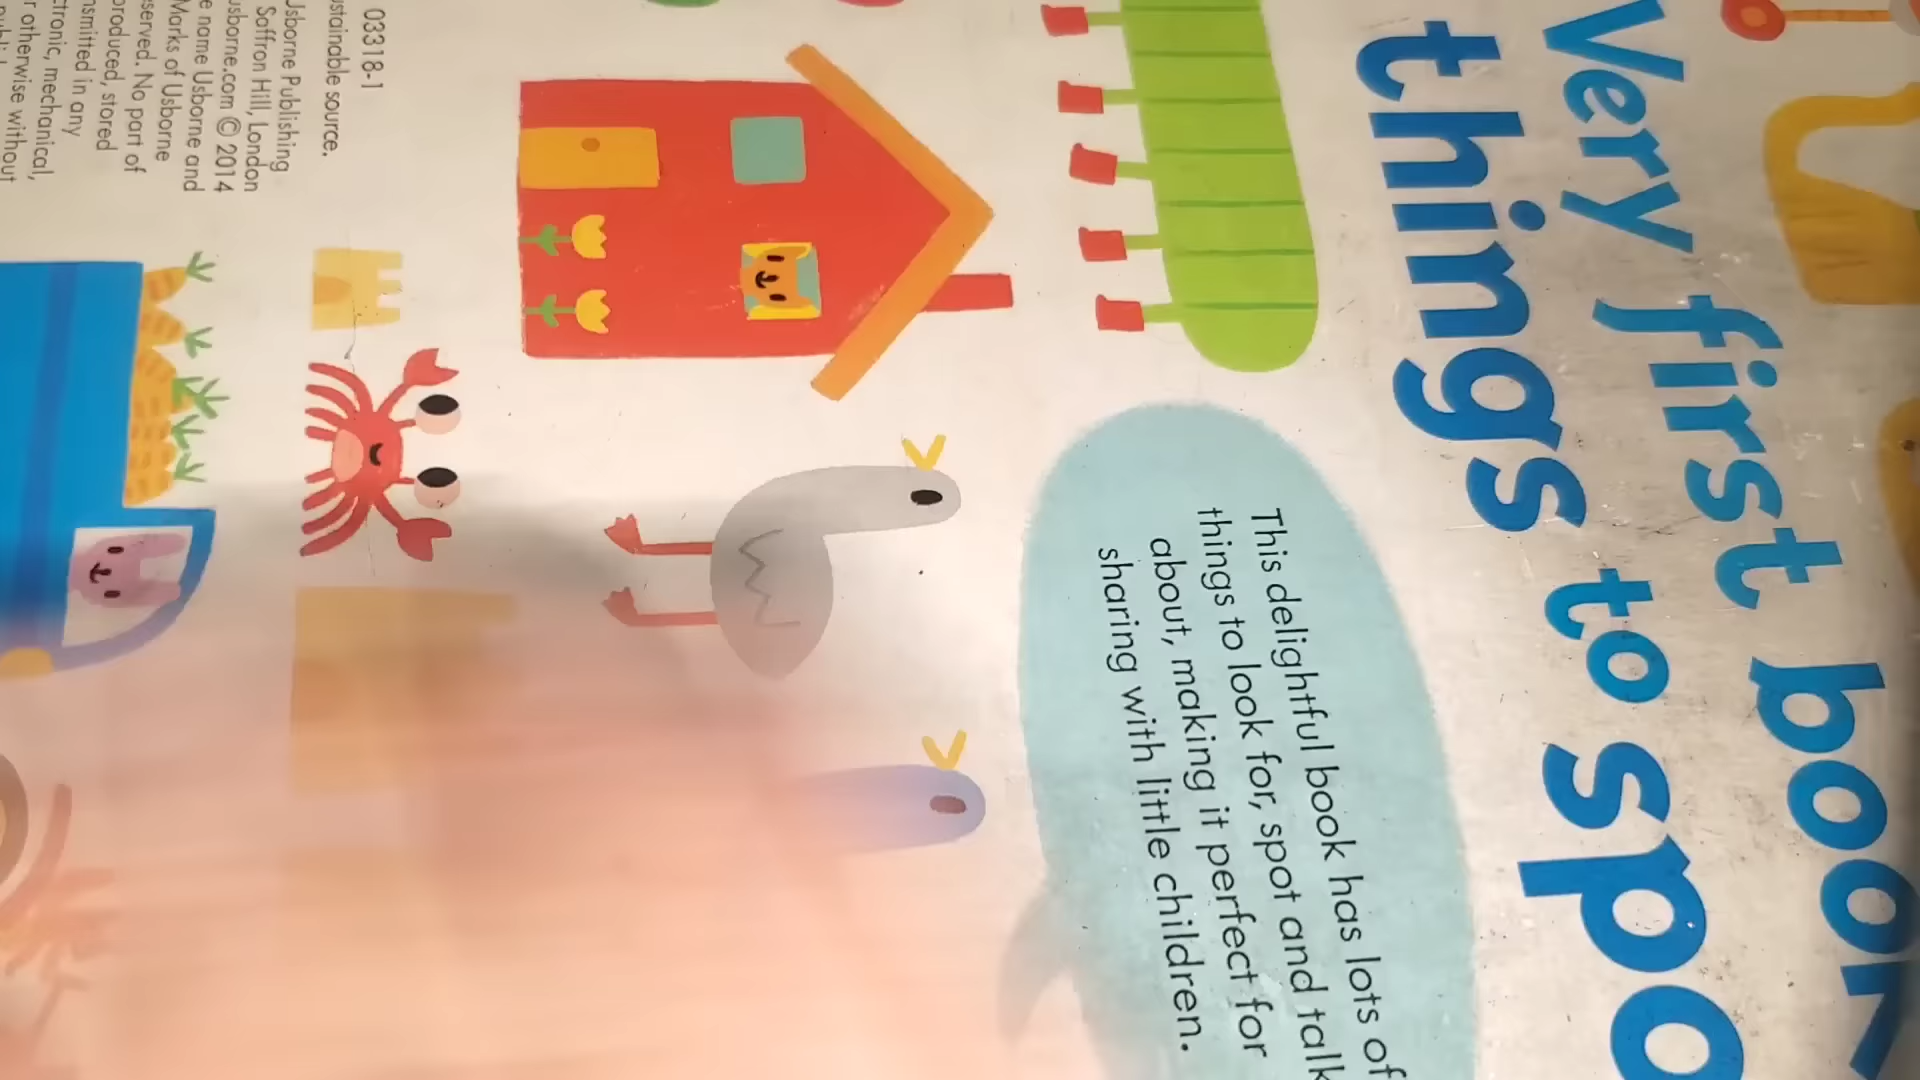 Very first book
things to spo
This delightful book has lots of
things to look for, spot and talk
about, making it perfect for
sharing with little children.
03318-1
sustainable source.
Usborne Publishing
Saffron Hill, London
usborne.com © 2014
name Usborne and
Marks of Usborne
served. No part of
produced, stored
nsmitted in any
ctronic, mechanical,
r otherwise without